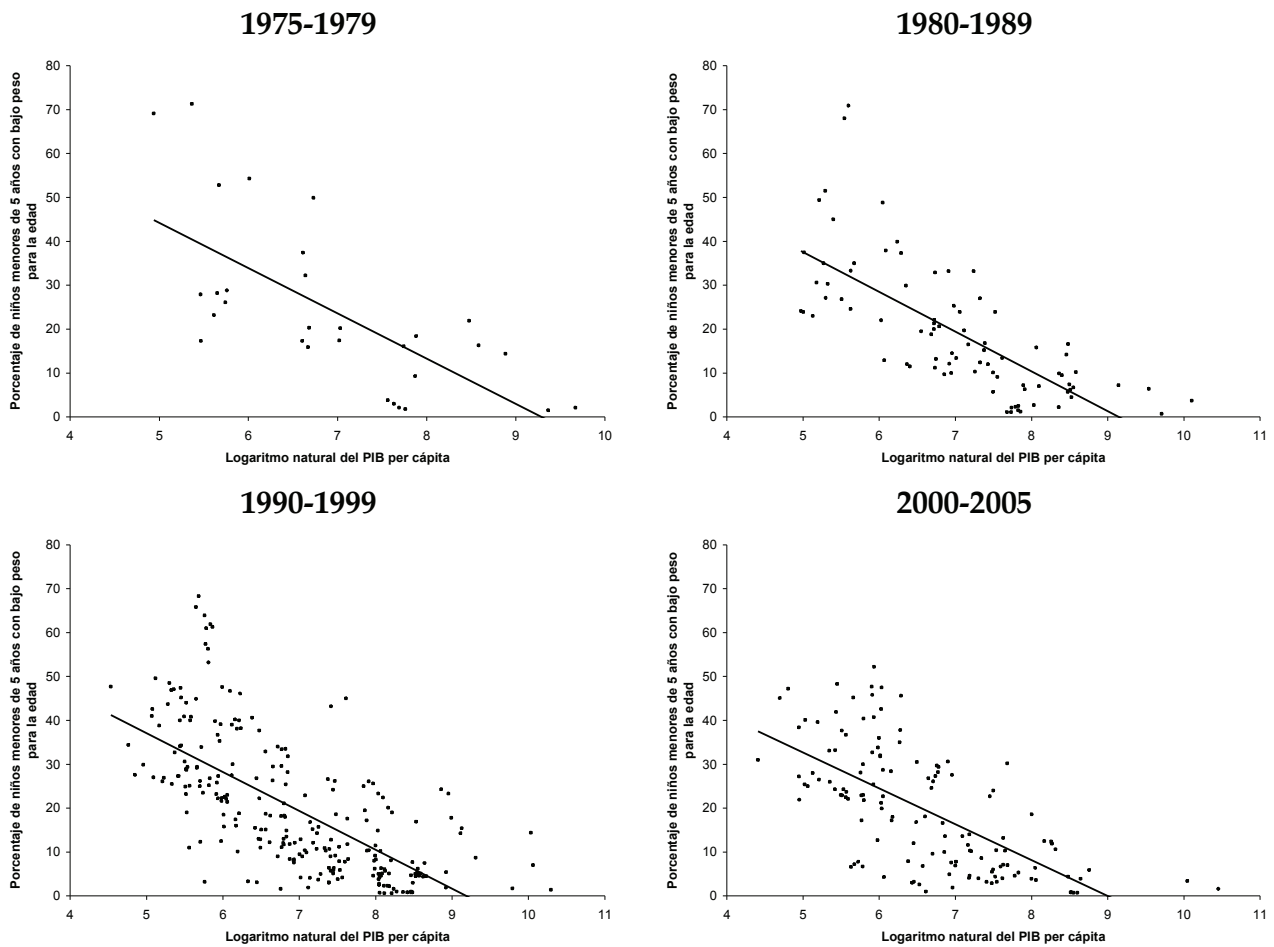 1975-1979
Porcentaje de niños menores de 5 años con bajo peso
para la edad
80
70
60
50
40
30
20
10
0
4 5 6 7 8 9 10
Logaritmo natural del PIB per cápita
1980-1989
Porcentaje de niños menores de 5 años con bajo peso
para la edad
80
70
60
50
40
30
20
10
0
4 5 6 7 8 9 10 11
Logaritmo natural del PIB per cápita
1990-1999
Porcentaje de niños menores de 5 años con bajo peso
para la edad
80
70
60
50
40
30
20
10
0
4 5 6 7 8 9 10 11
Logaritmo natural del PIB per cápita
2000-2005
Porcentaje de niños menores de 5 años con bajo peso
para la edad
80
70
60
50
40
30
20
10
0
4 5 6 7 8 9 10 11
Logaritmo natural del PIB per cápita